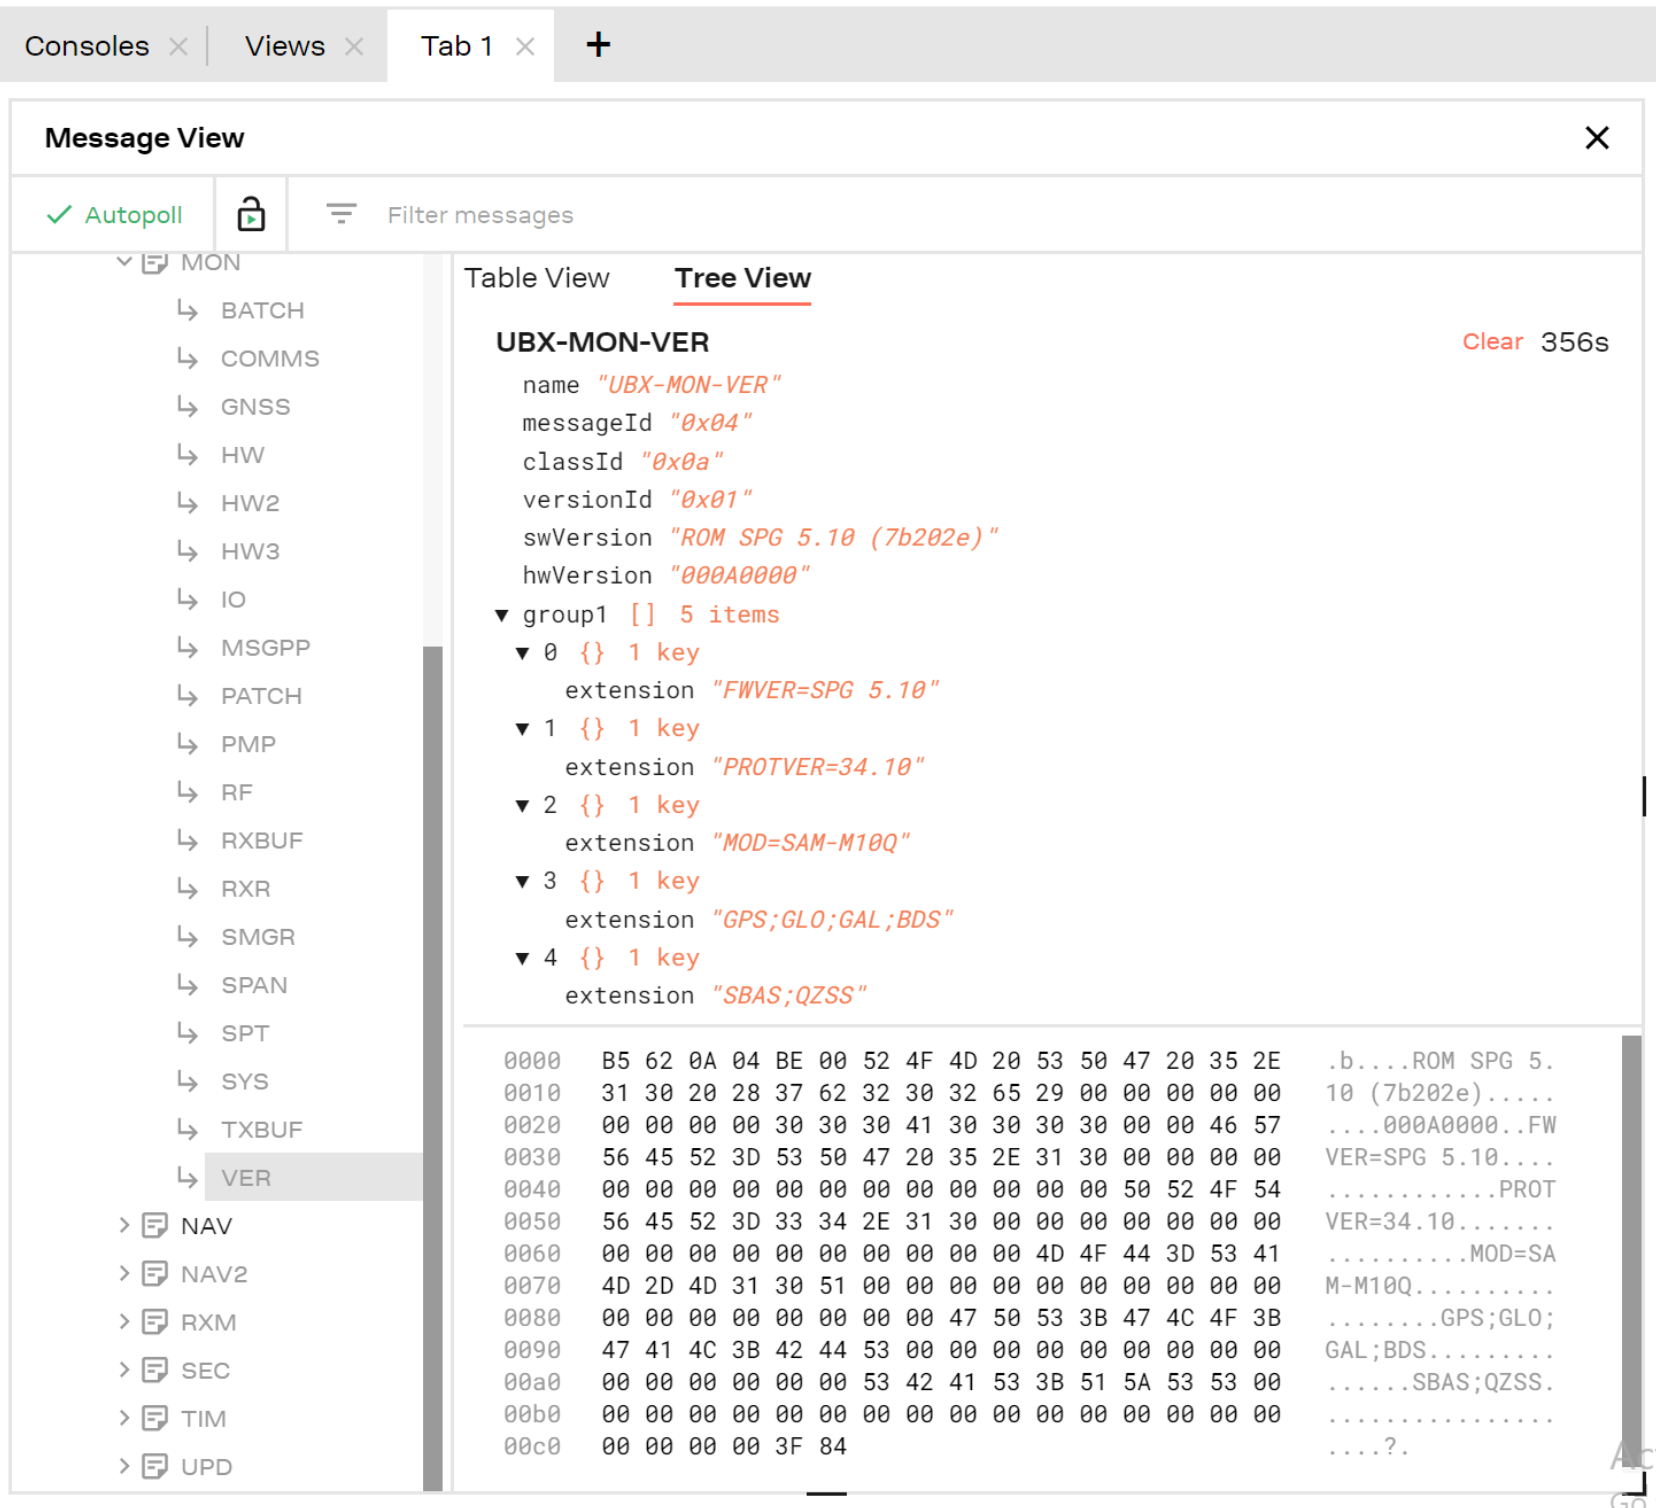 Consoles
Views
Tab 1
Message View
Autopoll
Filter messages
MON
BATCH
COMMS
GNSS
HW
HW2
HW3
IO
MSGPP
PATCH
PMP
RF
RXBUF
RXR
SMGR
SPAN
SPT
SYS
TXBUF
VER
NAV
NAV2
RXM
SEC
TIM
UPD
Table View Tree View
UBX-MON-VER Clear 356s
name "UBX-MON-VER"
messageId "0x04"
classId "0x0a"
versionId "0x01"
swVersion "ROM SPG 5.10 (7b202e)"
hwVersion "000A0000"
group1 [] 5 items
0 {} 1 key
extension "FWVER=SPG 5.10"
1 {} 1 key
extension "PROTVER=34.10"
2 {} 1 key
extension "MOD=SAM-M10Q"
3 {} 1 key
extension "GPS;GLO;GAL;BDS"
4 {} 1 key
extension "SBAS;QZSS"
0000 B5 62 0A 04 BE 00 52 4F 4D 20 53 50 47 20 35 2E .b....ROM SPG 5.
0010 31 30 20 28 37 62 32 30 32 65 29 00 00 00 00 00 10 (7b202e).....
0020 00 00 00 00 30 30 30 41 30 30 30 30 00 00 46 57 ....000A0000..FW
0030 56 45 52 3D 53 50 47 20 35 2E 31 30 00 00 00 00 VER=SPG 5.10....
0040 00 00 00 00 00 00 00 00 00 00 00 00 50 52 4F 54 ............PROT
0050 56 45 52 3D 33 34 2E 31 30 00 00 00 00 00 00 00 VER=34.10.......
0060 00 00 00 00 00 00 00 00 00 00 4D 4F 44 3D 53 41 ..........MOD=SA
0070 4D 2D 4D 31 30 51 00 00 00 00 00 00 00 00 00 00 M-M10Q..........
0080 00 00 00 00 00 00 00 00 47 50 53 3B 47 4C 4F 3B ........GPS;GLO;
0090 47 41 4C 3B 42 44 53 00 00 00 00 00 00 00 00 00 GAL;BDS.........
00a0 00 00 00 00 00 00 53 42 41 53 3B 51 5A 53 53 00 ......SBAS;QZSS.
00b0 00 00 00 00 00 00 00 00 00 00 00 00 00 00 00 00 ................
00c0 00 00 00 00 3F 84 ....?.